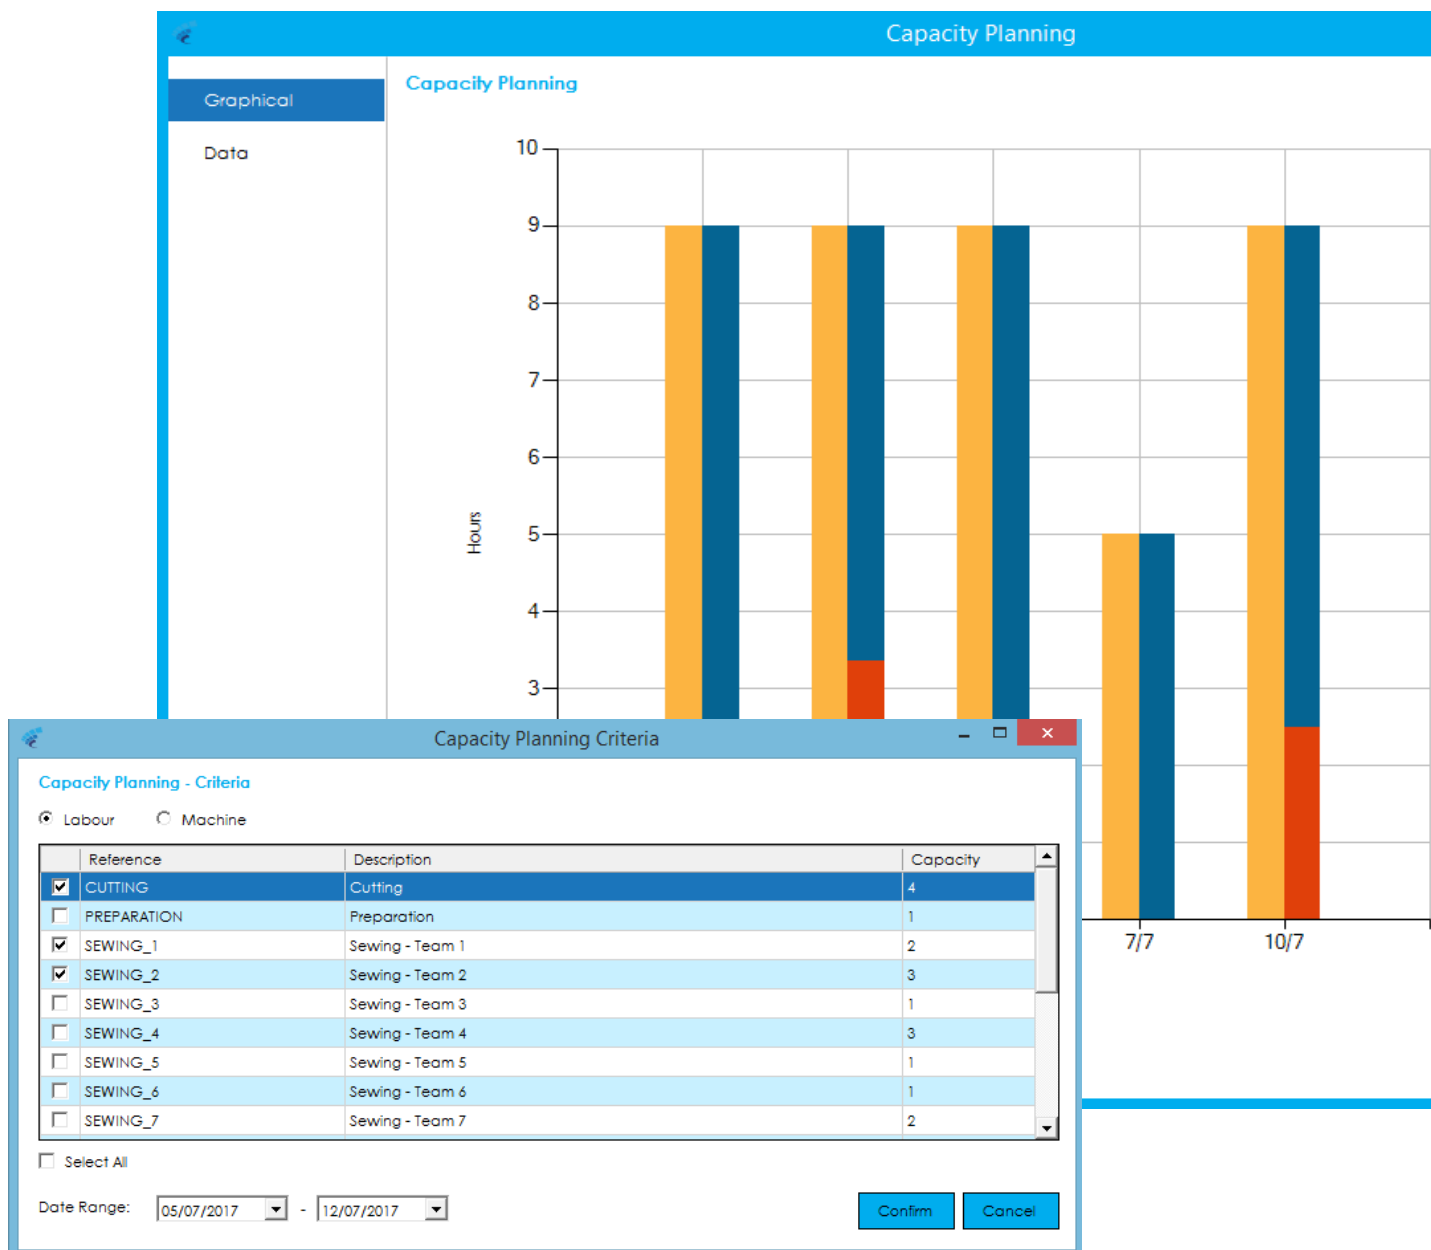 Capacity Planning
Graphical
Data
Capacity Planning
10
9
8
7
6
5
4
3
Hours
7/7
10/7
Capacity Planning Criteria
Capacity Planning - Criteria
Labour Machine
Reference Description Capacity
CUTTING Cutting 4
PREPARATION Preparation 1
SEWING_1 Sewing - Team 1 2
SEWING_2 Sewing - Team 2 3
SEWING_3 Sewing - Team 3 1
SEWING_4 Sewing - Team 4 3
SEWING_5 Sewing - Team 5 1
SEWING_6 Sewing - Team 6 1
SEWING_7 Sewing - Team 7 2
Select All
Date Range: 05/07/2017 - 12/07/2017 Confirm Cancel